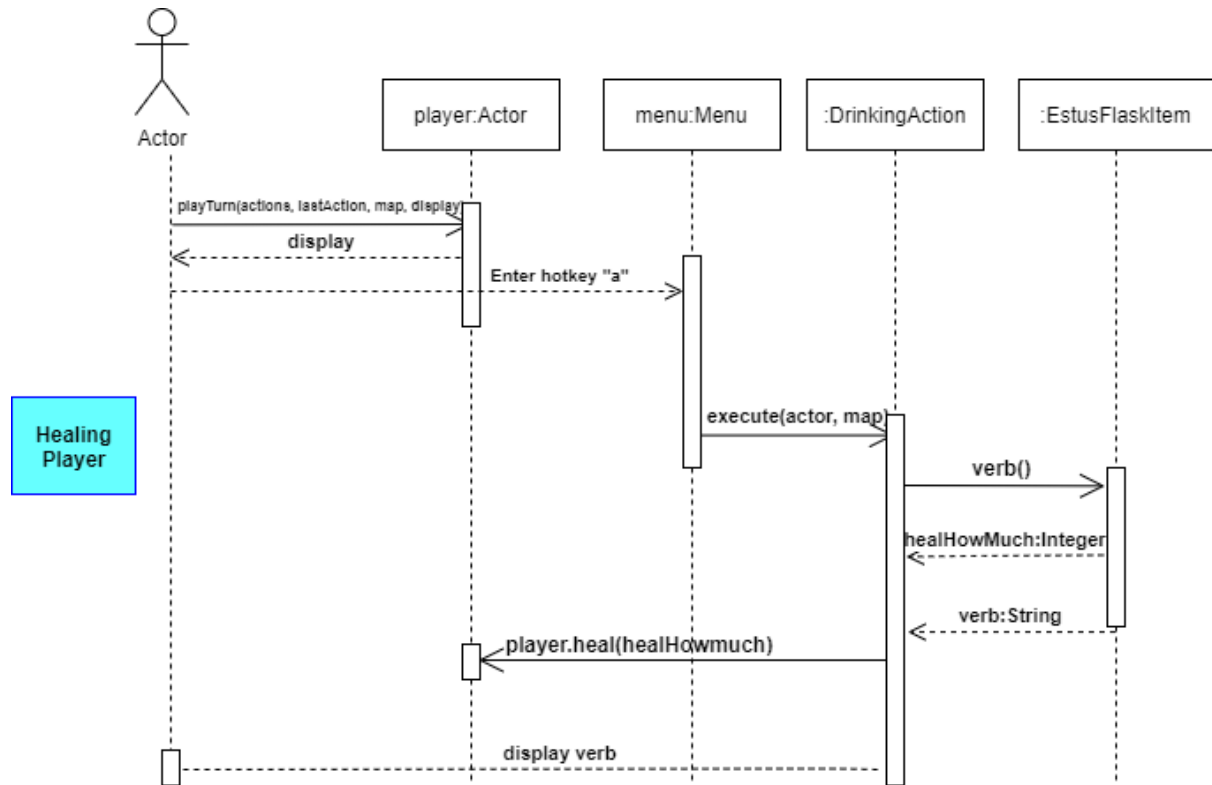 Actor
player:Actor
menu:Menu
:DrinkingAction
:EstusFlaskItem
playTurn(actions, lastAction, map, display)
display
Enter hotkey "a"
Healing
Player
execute(actor, map)
verb()
healHowMuch:Integer
verb:String
player.heal(healHowmuch)
display verb